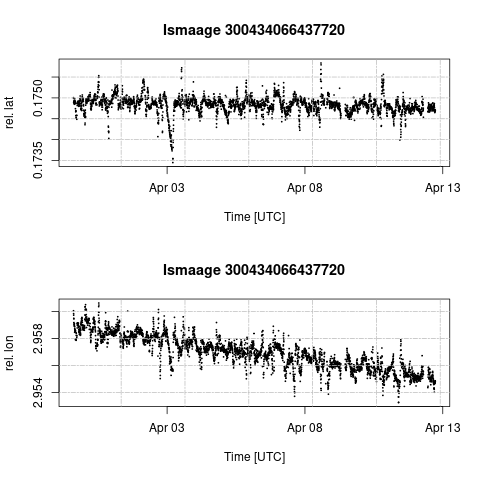 Ismaage 300434066437720
rel. lat
0.1750
0.1735
Apr 03 Apr 08 Apr 13
Time [UTC]
Ismaage 300434066437720
rel. lon
2.958
2.954
Apr 03 Apr 08 Apr 13
Time [UTC]